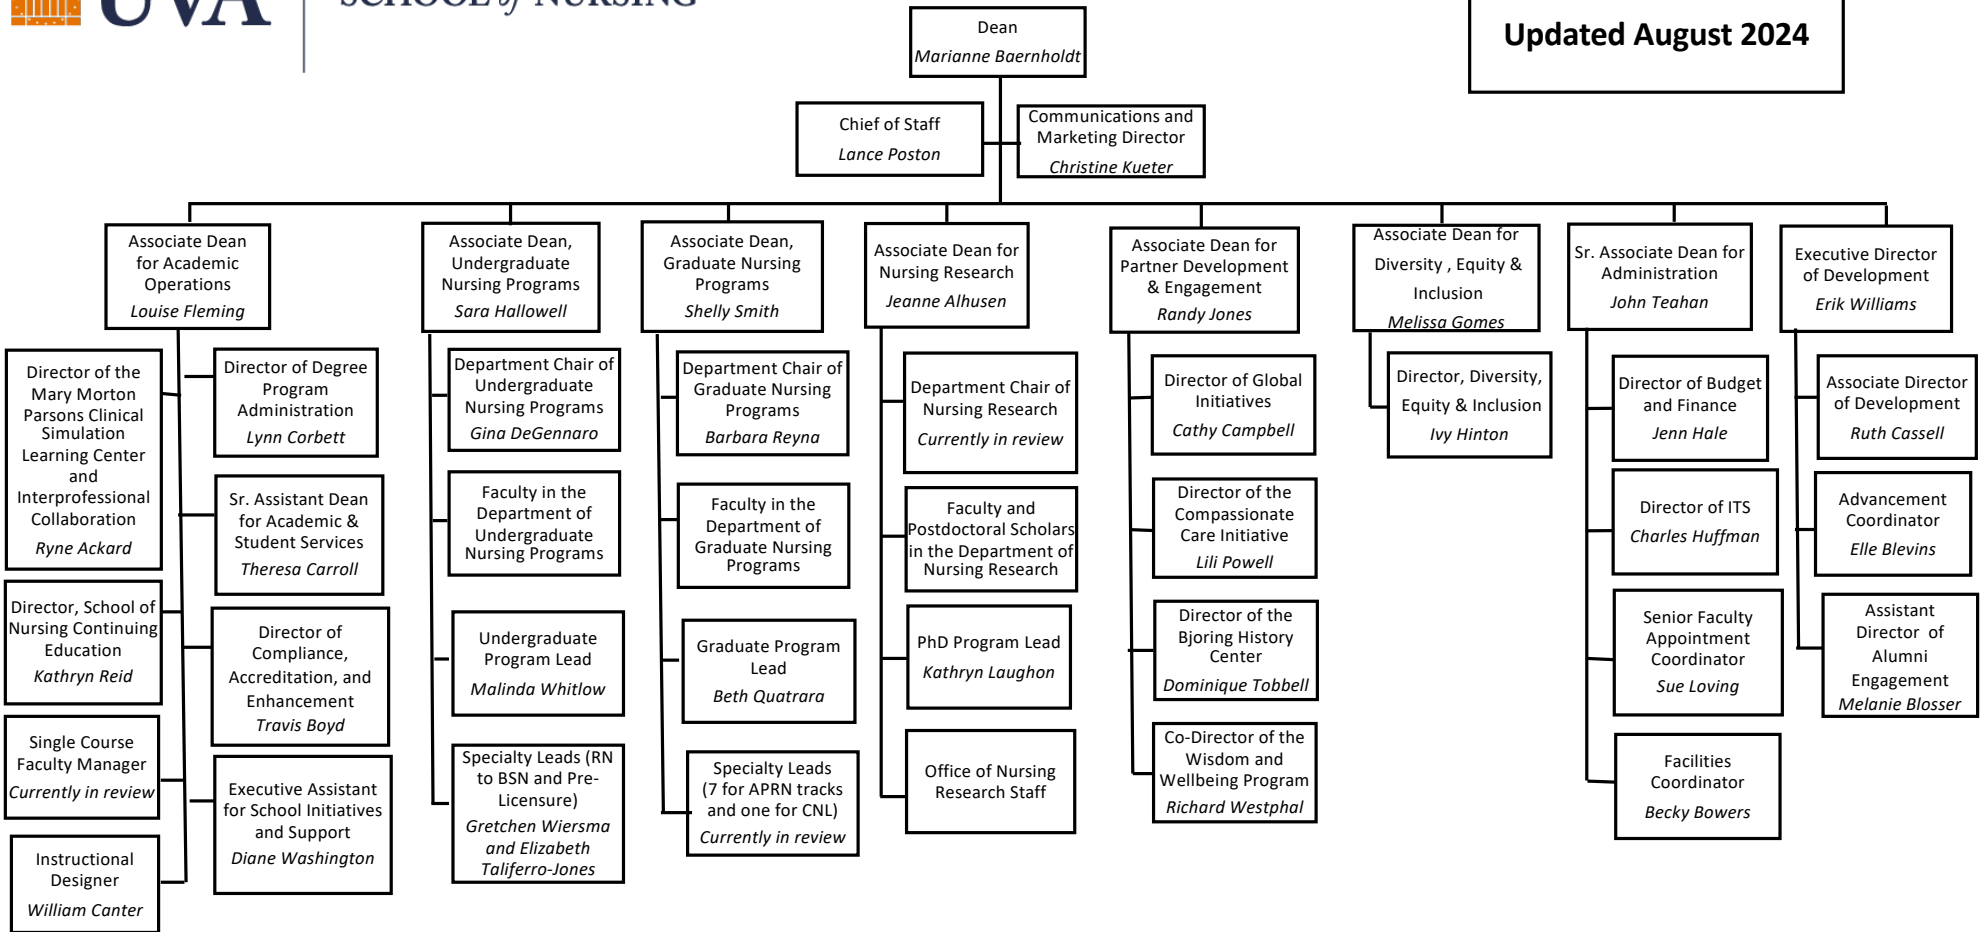 UVA
SCHOOL of NURSING
Updated August 2024
Dean
Marianne Baernholdt
Chief of Staff
Lance Poston
Communications and
Marketing Director
Christine Kueter
Associate Dean
for Academic
Operations
Louise Fleming
Director of the
Mary Morton
Parsons Clinical
Simulation
Learning Center
and
Interprofessional
Collaboration
Ryne Ackard
Director, School of
Nursing Continuing
Education
Kathryn Reid
Single Course
Faculty Manager
Currently in review
Instructional
Designer
William Canter
Director of Degree
Program
Administration
Lynn Corbett
Sr. Assistant Dean
for Academic &
Student Services
Theresa Carroll
Director of
Compliance,
Accreditation, and
Enhancement
Travis Boyd
Executive Assistant
for School Initiatives
and Support
Diane Washington
Associate Dean,
Undergraduate
Nursing Programs
Sara Hallowell
Department Chair of
Undergraduate
Nursing Programs
Gina DeGennaro
Faculty in the
Department of
Undergraduate
Nursing Programs
Undergraduate
Program Lead
Malinda Whitlow
Specialty Leads (RN
to BSN and Pre-
Licensure)
Gretchen Wiersma
and Elizabeth
Taliferro-Jones
Associate Dean,
Graduate Nursing
Programs
Shelly Smith
Department Chair of
Graduate Nursing
Programs
Barbara Reyna
Faculty in the
Department of
Graduate Nursing
Programs
Graduate Program
Lead
Beth Quatrara
Specialty Leads
(7 for APRN tracks
and one for CNL)
Currently in review
Associate Dean for
Nursing Research
Jeanne Alhusen
Department Chair of
Nursing Research
Currently in review
Faculty and
Postdoctoral Scholars
in the Department of
Nursing Research
PhD Program Lead
Kathryn Laughon
Office of Nursing
Research Staff
Associate Dean for
Partner Development
& Engagement
Randy Jones
Director of Global
Initiatives
Cathy Campbell
Director of the
Compassionate
Care Initiative
Lili Powell
Director of the
Bjoring History
Center
Dominique Tobbell
Co-Director of the
Wisdom and
Wellbeing Program
Richard Westphal
Associate Dean for
Diversity , Equity &
Inclusion
Melissa Gomes
Director, Diversity,
Equity & Inclusion
Ivy Hinton
Sr. Associate Dean for
Administration
John Teahan
Director of Budget
and Finance
Jenn Hale
Director of ITS
Charles Huffman
Senior Faculty
Appointment
Coordinator
Sue Loving
Facilities
Coordinator
Becky Bowers
Executive Director
of Development
Erik Williams
Associate Director
of Development
Ruth Cassell
Advancement
Coordinator
Elle Blevins
Assistant
Director of
Alumni
Engagement
Melanie Blosser